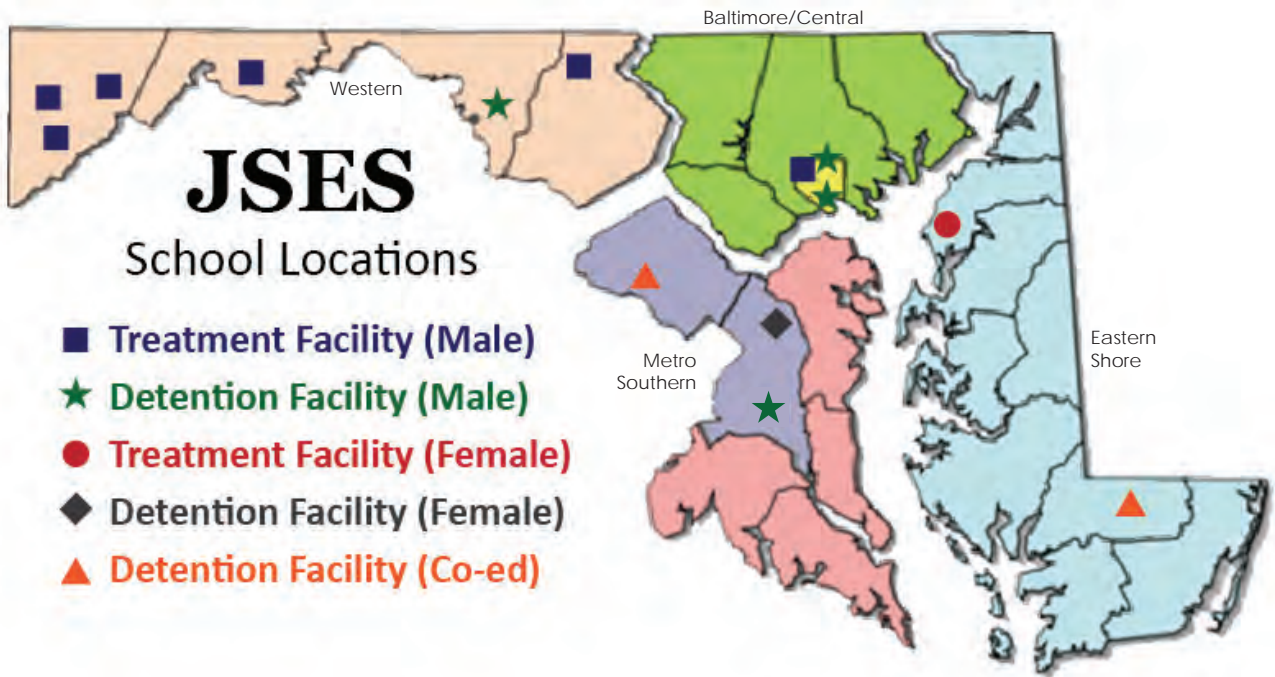 Baltimore/Central
Western
JSES
School Locations
Treatment Facility (Male)
Detention Facility (Male)
Treatment Facility (Female)
Detention Facility (Female)
Detention Facility (Co-ed)
Metro
Southern
Eastern
Shore